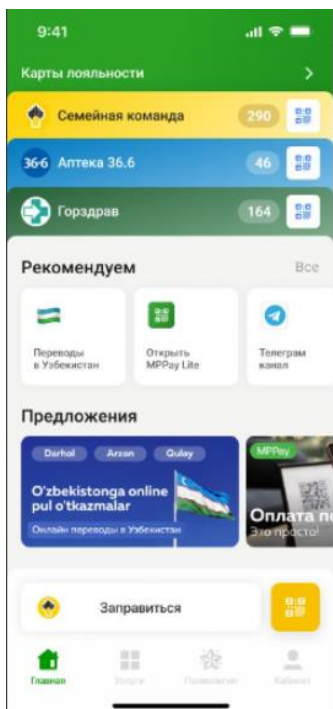 9:41
Карты лояльности
Семейная команда 290
36,6 Аптека 36.6 46
Горздрав 164
Рекомендуем Все
Переводы
в Узбекистан
Открыть
MPPay Lite
Телеграм
канал
Предложения
Darhol Arzon Qulay
O'zbekistonga online
pul o'tkazmalar
Онлайн переводы в Узбекистан
MPPay
Оплата по
Это просто!
Заправиться
Главная Услуги Привилегии Кабинет